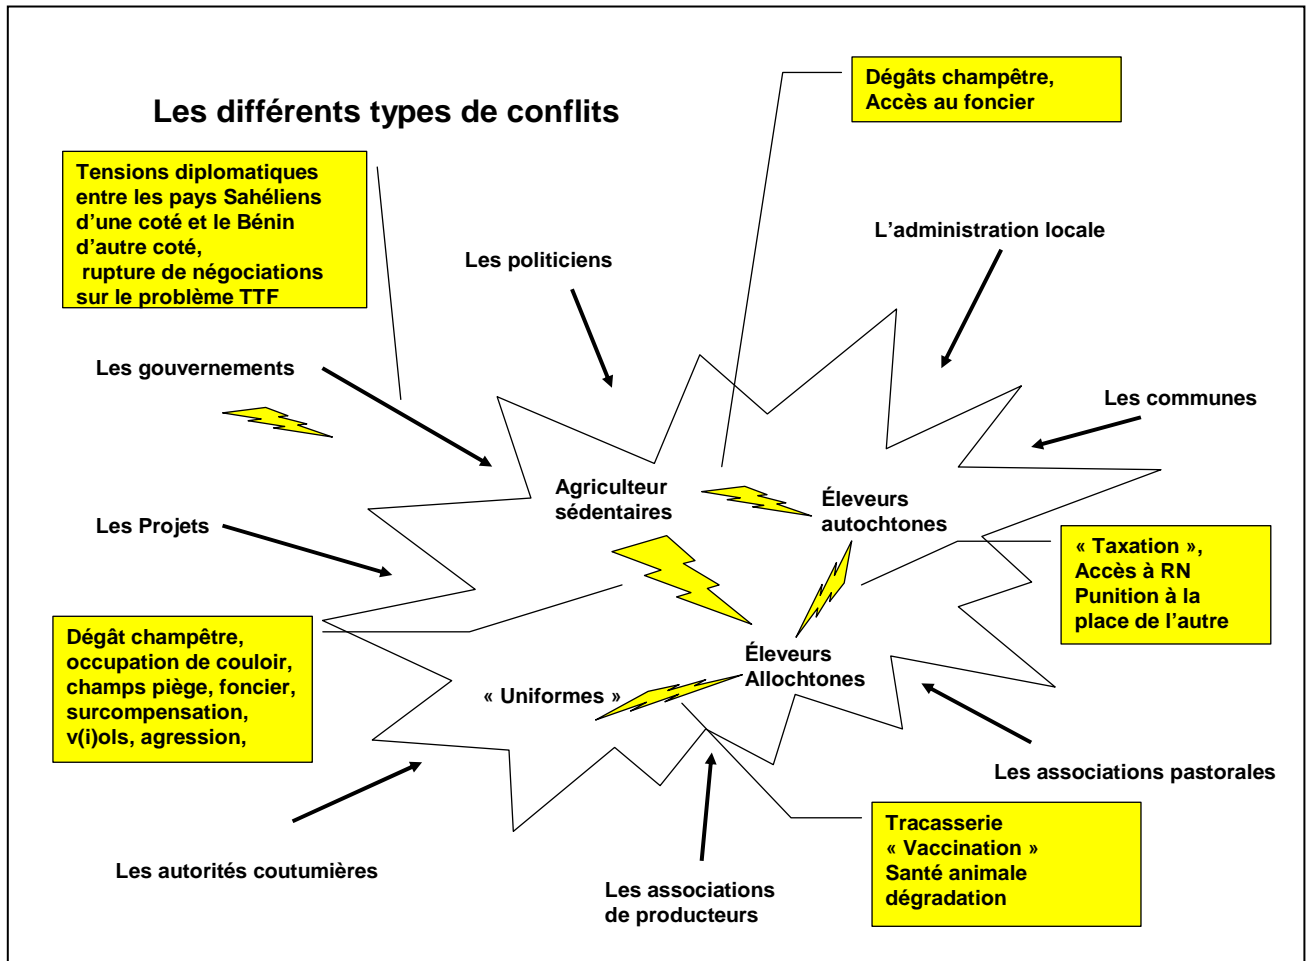 Les différents types de conflits
Dégâts champêtre,
Accès au foncier
Tensions diplomatiques
entre les pays Sahéliens
d'une coté et le Bénin
d'autre coté,
rupture de négociations
sur le problème TTF
Les politiciens
L'administration locale
Les gouvernements
Les communes
Agriculteur
sédentaires
Éleveurs
autochtones
Les Projets
« Taxation »,
Accès à RN
Punition à la
place de l'autre
Dégât champêtre,
occupation de couloir,
champs piège, foncier,
surcompensation,
v(i)ols, agression,
Éleveurs
Allochtones
« Uniformes »
Les associations pastorales
Tracasserie
« Vaccination »
Santé animale
dégradation
Les autorités coutumières
Les associations
de producteurs